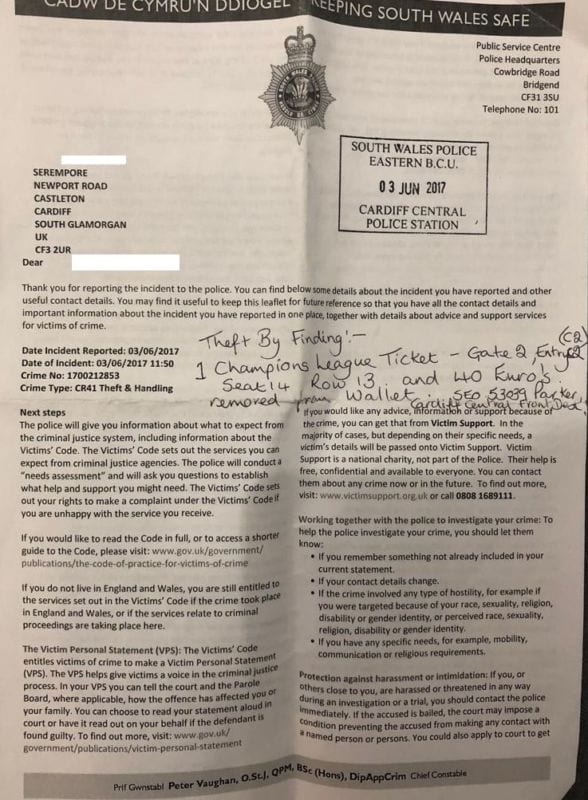 CADW DE CYMRU'N DDIOGEL
KEEPING SOUTH WALES SAFE
Public Service Centre
Police Headquarters
Cowbridge Road
Bridgend
CF31 3SU
Telephone No: 101
SOUTH WALES POLICE
EASTERN B.C.U.
03 JUN 2017
CARDIFF CENTRAL
POLICE STATION
SEREMPORE
NEWPORT ROAD
CASTLETON
CARDIFF
SOUTH GLAMORGAN
UK
CF3 2UR
Dear
Thank you for reporting the incident to the police. You can find below some details about the incident you have reported and other
useful contact details. You may find it useful to keep this leaflet for future reference so that you have all the contact details and
important information about the incident you have reported in one place, together with details about advice and support services
for victims of crime.
Theft By Finding:-
1 Champions League Ticket - Gate 2 Entry 2 (C2)
Seat 14 Row 13 and 40 Euro's
removed from Wallet. SEO 53099 Parker
Cardiff Central Front Desk
Date Incident Reported: 03/06/2017
Date of Incident: 03/06/2017 11:50
Crime No: 1700212853
Crime Type: CR41 Theft & Handling
Next steps
The police will give you information about what to expect from
the criminal justice system, including information about the
Victims' Code. The Victims' Code sets out the services you can
expect from criminal justice agencies. The police will conduct a
"needs assessment" and will ask you questions to establish
what help and support you might need. The Victims' Code sets
out your rights to make a complaint under the Victims' Code if
you are unhappy with the service you receive.
If you would like to read the Code in full, or to access a shorter
guide to the Code, please visit: www.gov.uk/government/
publications/the-code-of-practice-for-victims-of-crime
If you do not live in England and Wales, you are still entitled to
the services set out in the Victims' Code if the crime took place
in England and Wales, or if the services relate to criminal
proceedings are taking place here.
The Victim Personal Statement (VPS): The Victims' Code
entitles victims of crime to make a Victim Personal Statement
(VPS). The VPS helps give victims a voice in the criminal justice
process. In your VPS you can tell the court and the Parole
Board, where applicable, how the offence has affected you or
your family. You can choose to read your statement aloud in
court or have it read out on your behalf if the defendant is
found guilty. To find out more, visit: www.gov.uk/
government/publications/victim-personal-statement
If you would like any advice, information or support because of
the crime, you can get that from Victim Support. In the
majority of cases, but depending on their specific needs, a
victim's details will be passed onto Victim Support. Victim
Support is a national charity, not part of the Police. Their help is
free, confidential and available to everyone. You can contact
them about any crime now or in the future. To find out more,
visit: www.victimsupport.org.uk or call 0808 1689111.
Working together with the police to investigate your crime: To
help the police investigate your crime, you should let them
know:
• If you remember something not already included in your
current statement.
• If your contact details change.
• If the crime involved any type of hostility, for example if
you were targeted because of your race, sexuality, religion,
disability or gender identity, or perceived race, sexuality,
religion, disability or gender identity.
• If you have any specific needs, for example, mobility,
communication or religious requirements.
Protection against harassment or intimidation: If you, or
others close to you, are harassed or threatened in any way
during an investigation or a trial, you should contact the police
immediately. If the accused is bailed, the court may impose a
condition preventing the accused from making any contact with
a named person or persons. You could also apply to court to get
Prif Gwnstabl Peter Vaughan, O.St.J, QPM, BSc (Hons), DipAppCrim Chief Constable